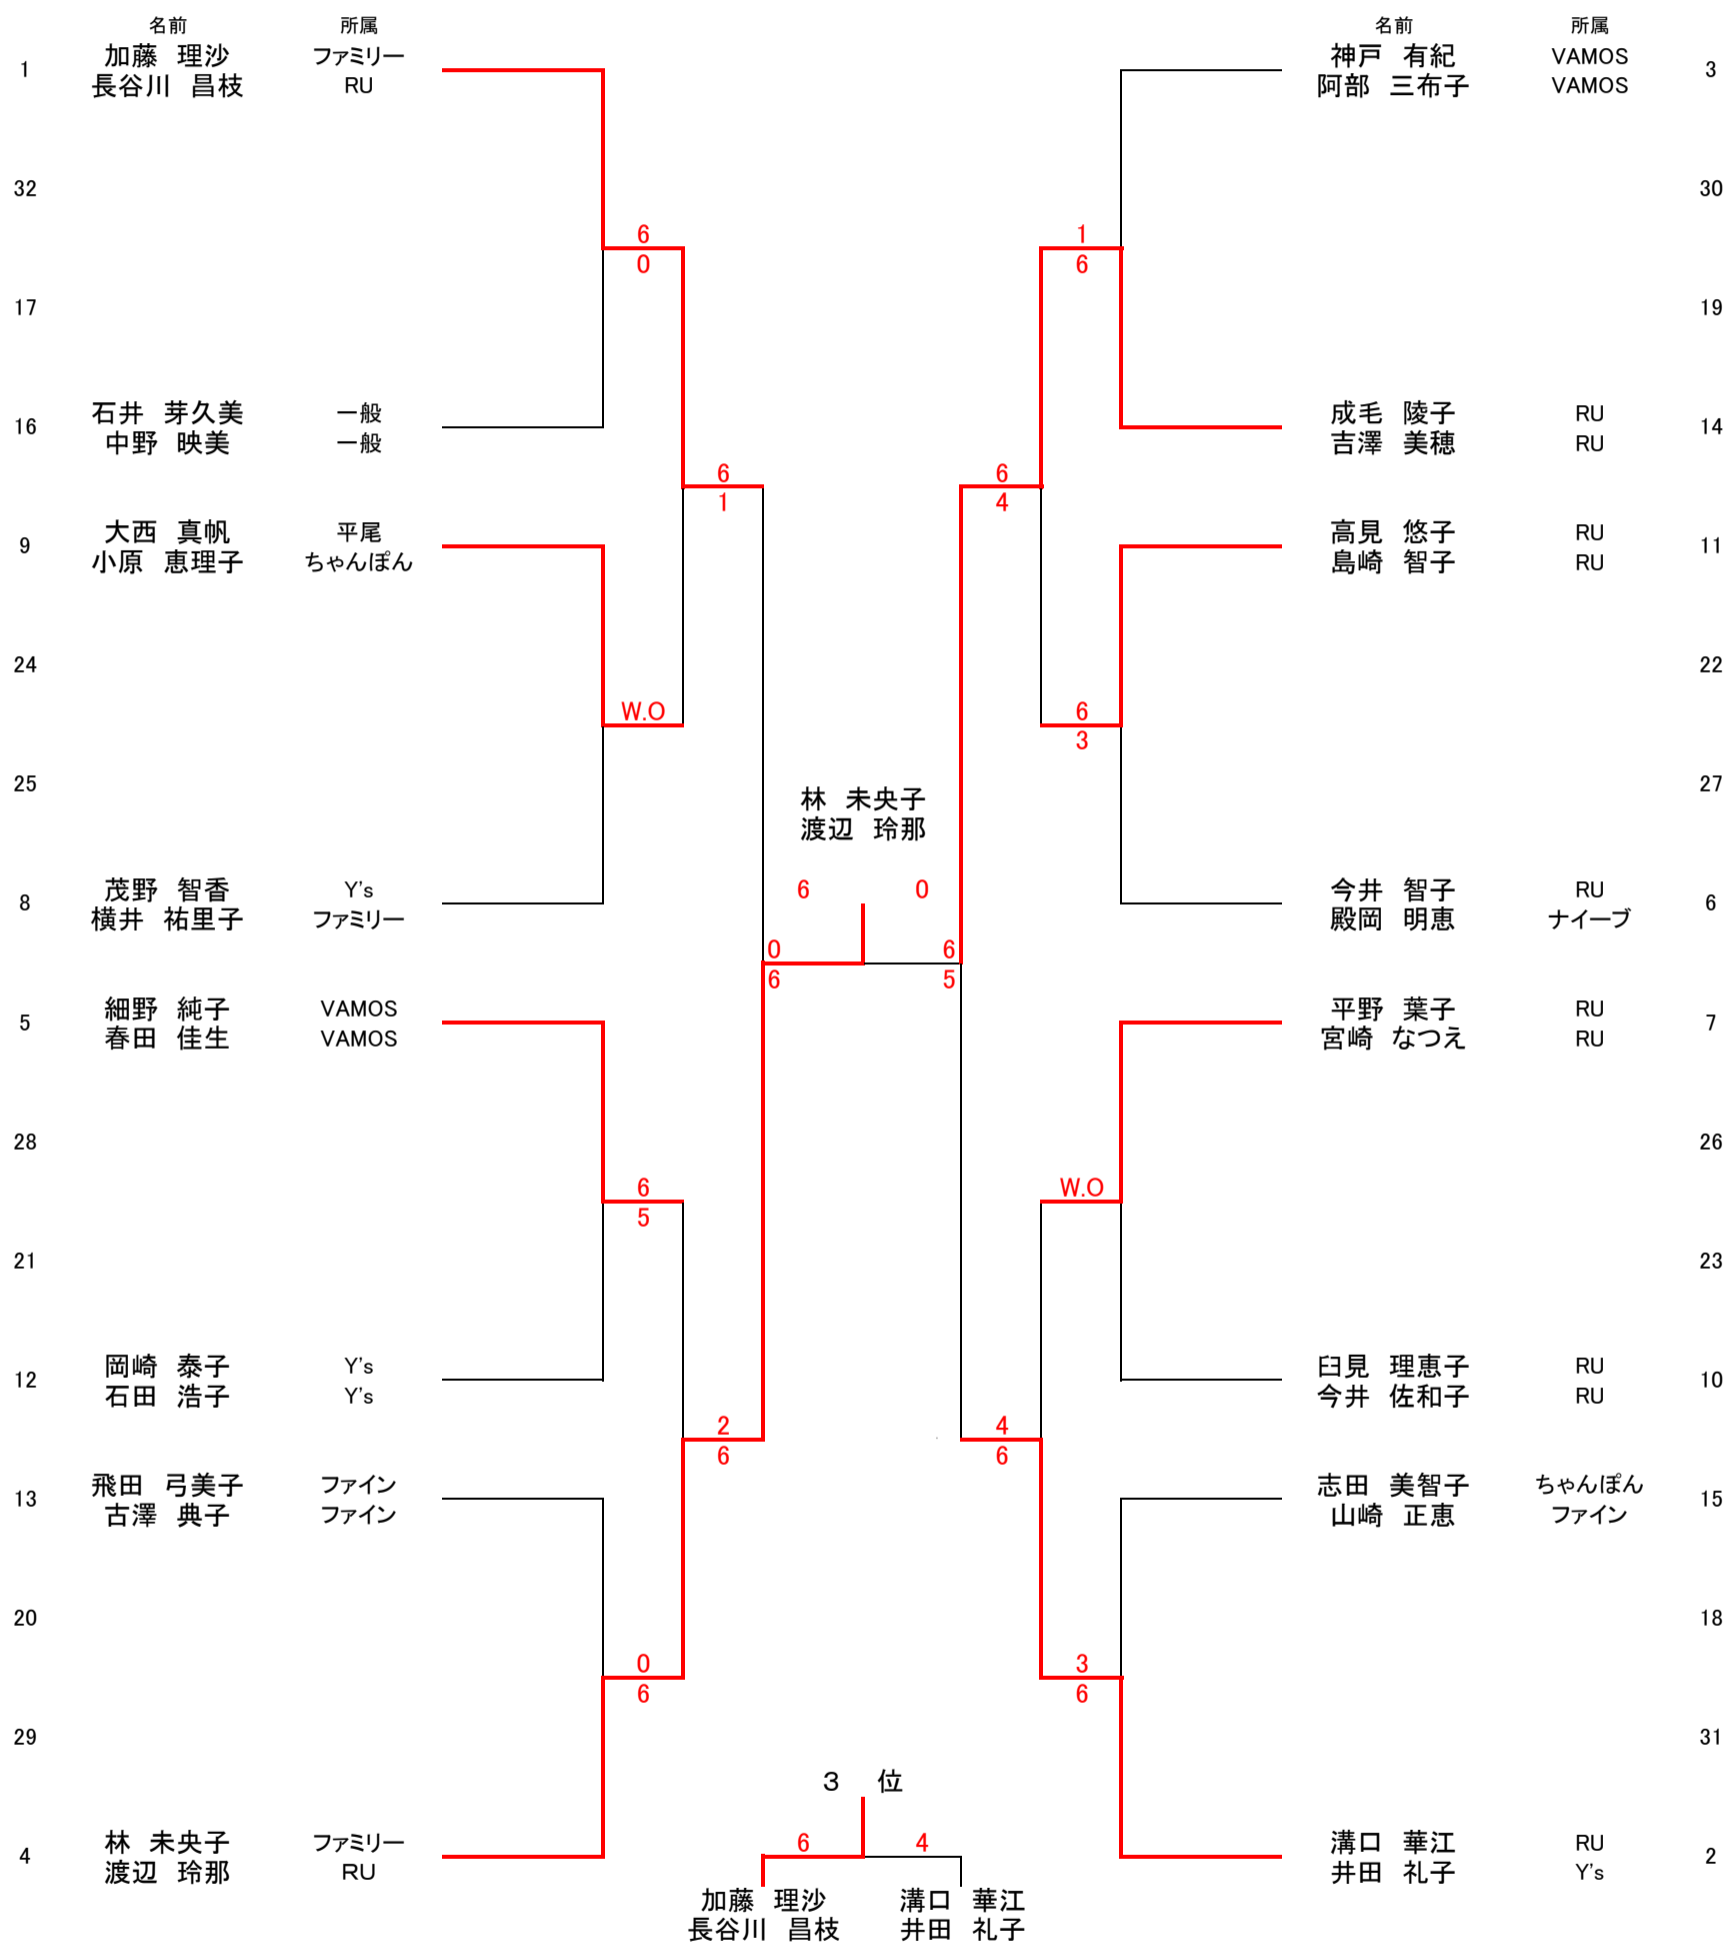 名前 所属 名前 所属
1 加藤 理沙 ファミリー 神戸 有紀 VAMOS 3
長谷川 昌枝 RU 阿部 三布子 VAMOS
32 30
6 1
0 6
17 19
16 石井 芽久美 一般 成毛 陵子 RU 14
中野 映美 一般 吉澤 美穂 RU
6 6
1 4
9 大西 真帆 平尾 高見 悠子 RU 11
小原 恵理子 ちゃんぽん 島崎 智子 RU
24 22
W.O 6
3
25 27
林 未央子
渡辺 玲那
8 茂野 智香 Y's 6 0 今井 智子 RU 6
横井 祐里子 ファミリー 殿岡 明恵 ナイーブ
0 6
6 5
5 細野 純子 VAMOS 平野 葉子 RU 7
春田 佳生 VAMOS 宮崎 なつえ RU
28 26
6 W.O
5
21 23
12 岡崎 泰子 Y's 臼見 理恵子 RU 10
石田 浩子 Y's 今井 佐和子 RU
2 4
6 6
13 飛田 弓美子 ファイン 志田 美智子 ちゃんぽん 15
古澤 典子 ファイン 山崎 正恵 ファイン
20 18
0 3
6 6
29 31
3 位
4 林 未央子 ファミリー 6 4 溝口 華江 RU 2
渡辺 玲那 RU 井田 礼子 Y's
加藤 理沙 溝口 華江
長谷川 昌枝 井田 礼子